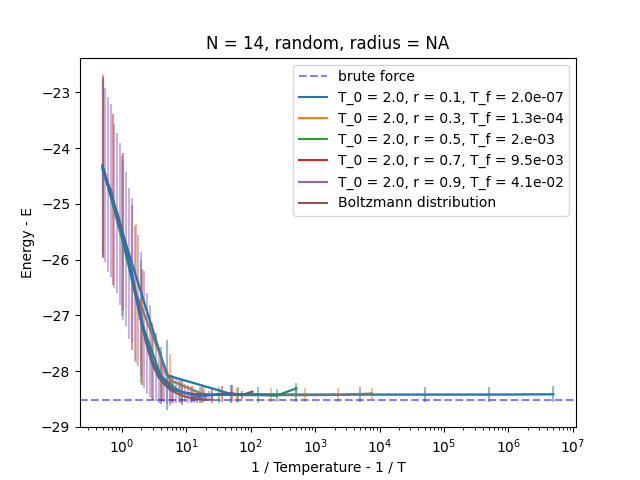 N = 14, random, radius = NA
brute force
T_0 = 2.0, r = 0.1, T_f = 2.0e-07
T_0 = 2.0, r = 0.3, T_f = 1.3e-04
T_0 = 2.0, r = 0.5, T_f = 2.e-03
T_0 = 2.0, r = 0.7, T_f = 9.5e-03
T_0 = 2.0, r = 0.9, T_f = 4.1e-02
Boltzmann distribution
Energy - E
−23
−24
−25
−26
−27
−28
−29
10⁰ 10¹ 10² 10³ 10⁴ 10⁵ 10⁶ 10⁷
1 / Temperature - 1 / T